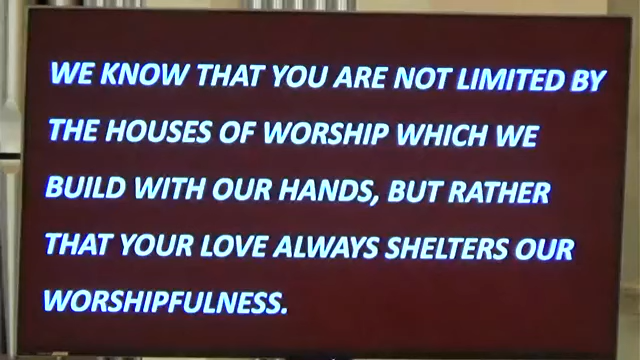 WE KNOW THAT YOU ARE NOT LIMITED BY
THE HOUSES OF WORSHIP WHICH WE
BUILD WITH OUR HANDS, BUT RATHER
THAT YOUR LOVE ALWAYS SHELTERS OUR
WORSHIPFULNESS.